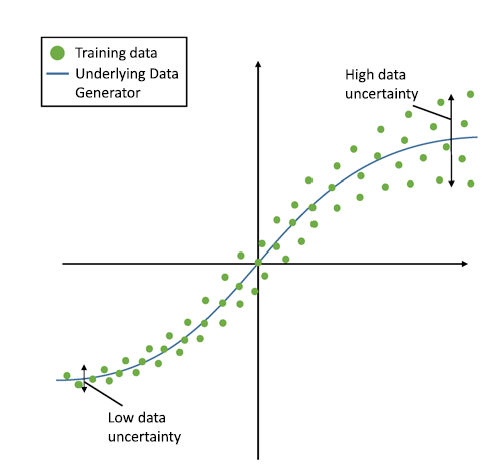 Training data
Underlying Data
Generator
High data
uncertainty
Low data
uncertainty